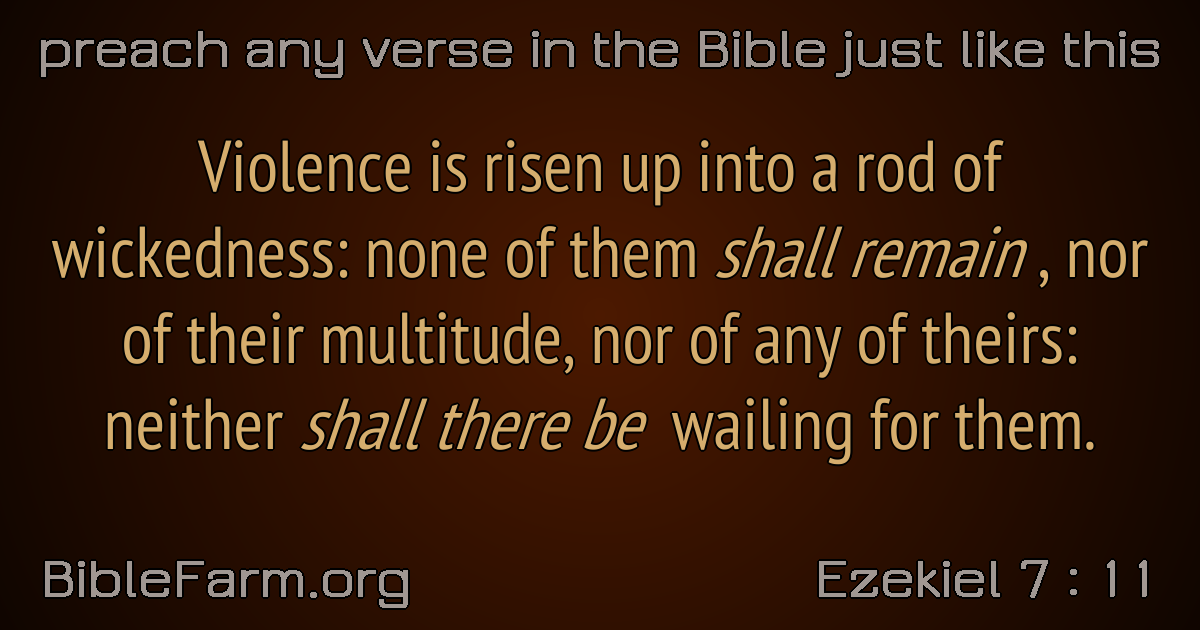 preach any verse in the Bible just like this
Violence is risen up into a rod of
wickedness: none of them shall remain , nor
of their multitude, nor of any of theirs:
neither shall there be wailing for them.
BibleFarm.org
Ezekiel 7 : 11